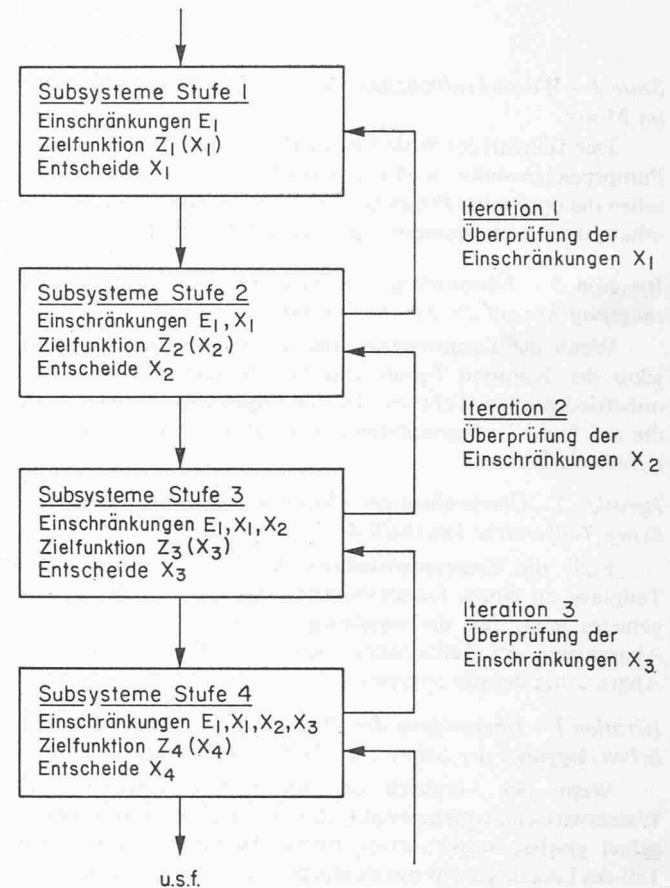 Subsysteme Stufe 1
Einschränkungen E₁
Zielfunktion Z₁(X₁)
Entscheide X₁
Iteration 1
Überprüfung der
Einschränkungen X₁
Subsysteme Stufe 2
Einschränkungen E₁,X₁
Zielfunktion Z₂(X₂)
Entscheide X₂
Iteration 2
Überprüfung der
Einschränkungen X₂
Subsysteme Stufe 3
Einschränkungen E₁,X₁,X₂
Zielfunktion Z₃(X₃)
Entscheide X₃
Iteration 3
Überprüfung der
Einschränkungen X₃
Subsysteme Stufe 4
Einschränkungen E₁,X₁,X₂,X₃
Zielfunktion Z₄(X₄)
Entscheide X₄
u.s.f.